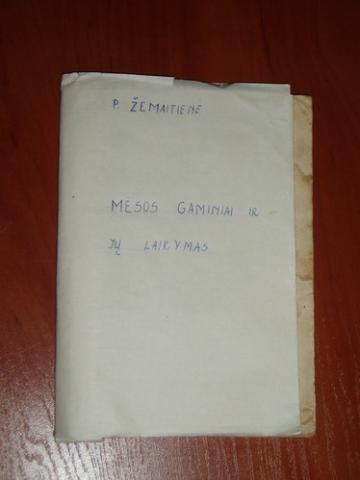 P. ŽEMAITIENĖ
MĖSOS GAMINIAI IR
JŲ LAIKYMAS